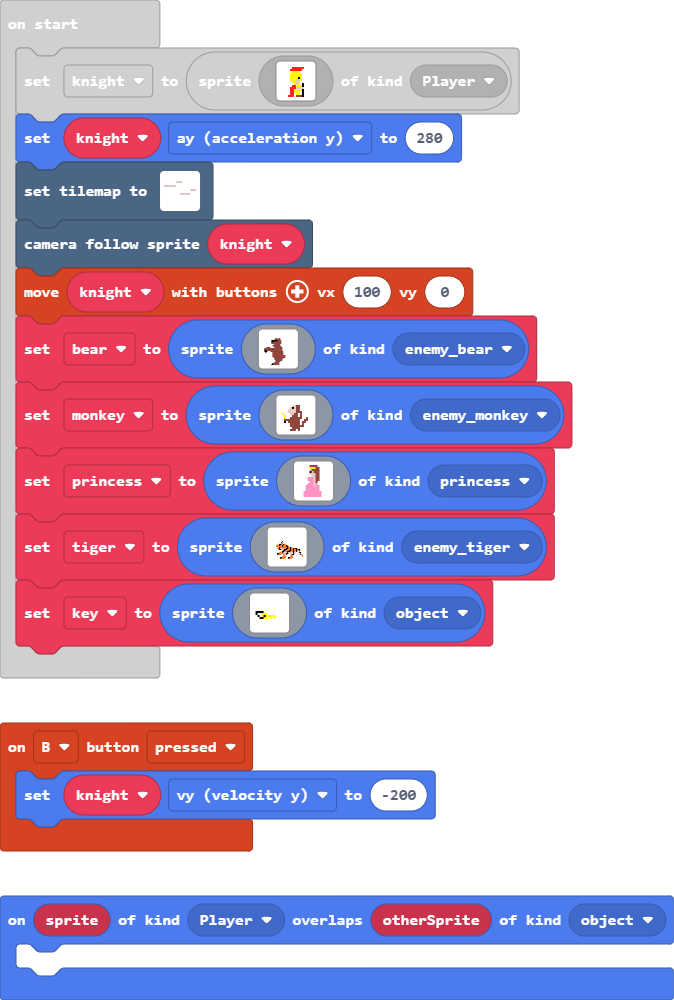 on start
set knight to sprite of kind Player
set knight ay (acceleration y) to 280
set tilemap to
camera follow sprite knight
move knight with buttons vx 100 vy 0
set bear to sprite of kind enemy_bear
set monkey to sprite of kind enemy_monkey
set princess to sprite of kind princess
set tiger to sprite of kind enemy_tiger
set key to sprite of kind object
on B button pressed
set knight vy (velocity y) to -200
on sprite of kind Player overlaps otherSprite of kind object